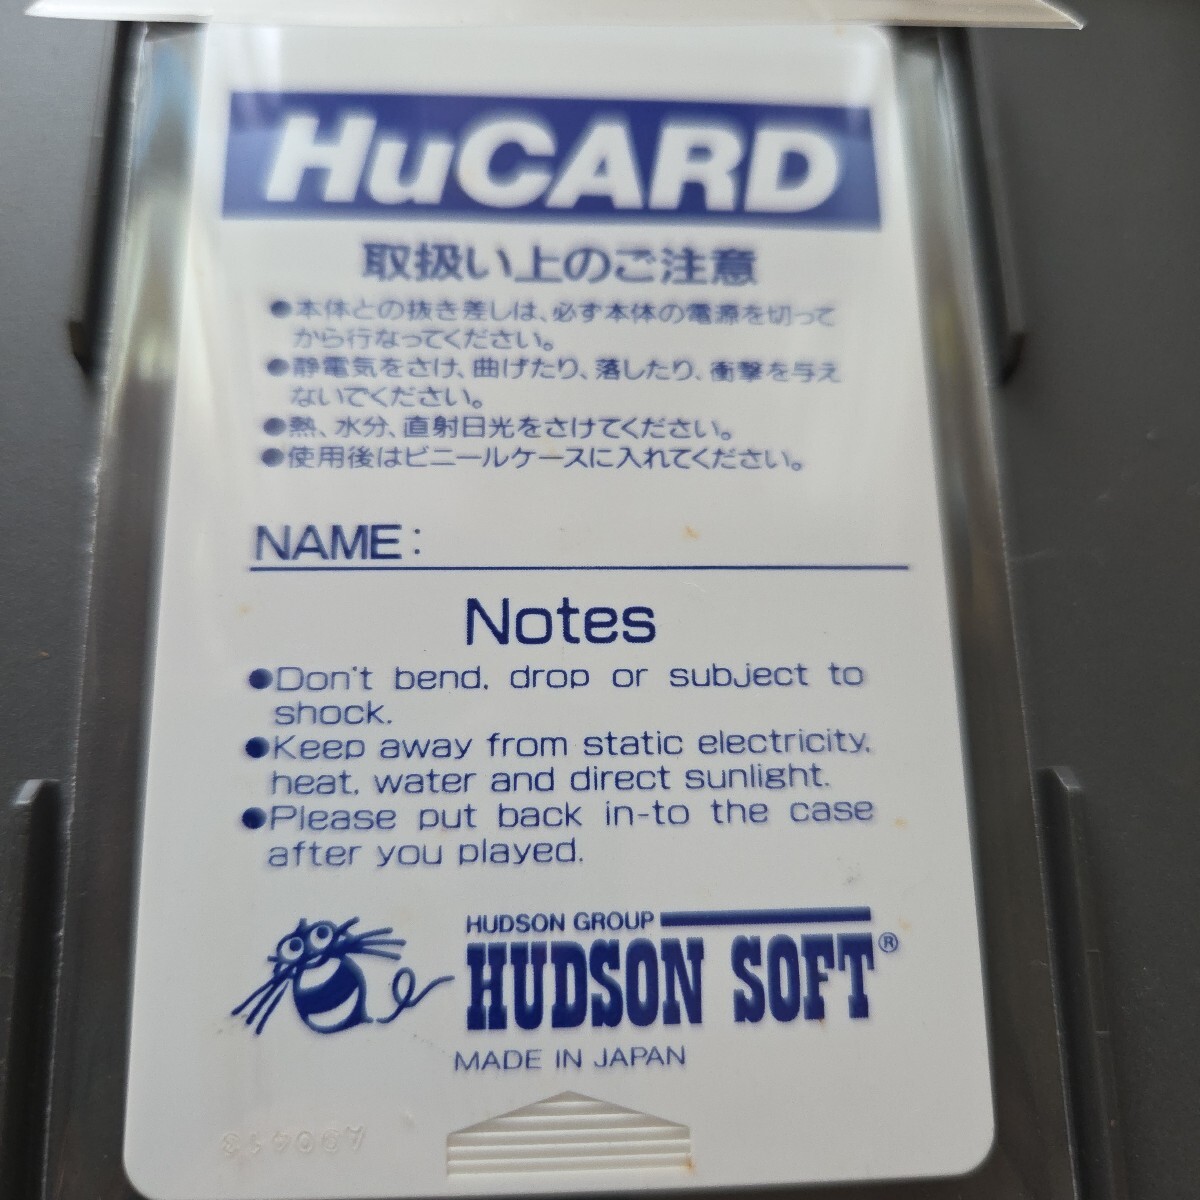 HuCARD
取扱い上のご注意
●本体との抜き差しは、必ず本体の電源を切って
から行なってください。
●静電気をさけ、曲げたり、落したり、衝撃を与え
ないでください。
●熱、水分、直射日光をさけてください。
●使用後はビニールケースに入れてください。
NAME:
Notes
●Don't bend, drop or subject to
shock.
●Keep away from static electricity,
heat, water and direct sunlight.
●Please put back in-to the case
after you played.
HUDSON GROUP
HUDSON SOFT®
MADE IN JAPAN